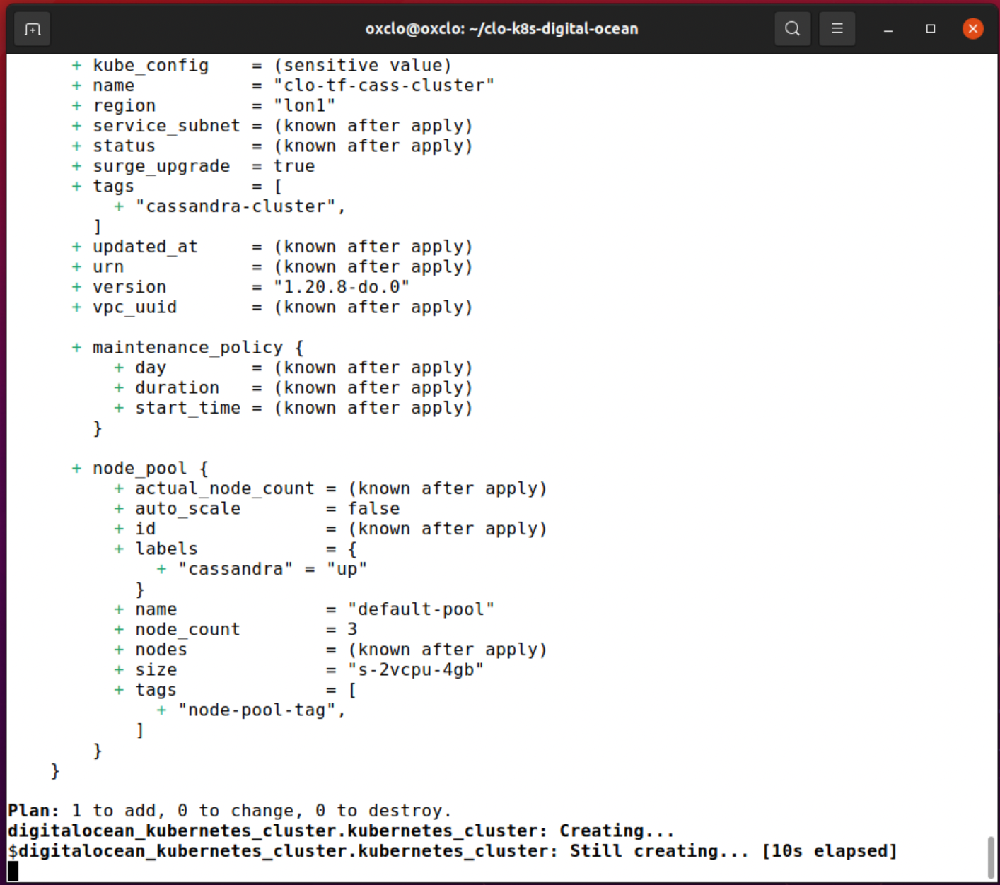 oxclo@oxclo: ~/clo-k8s-digital-ocean
      + kube_config    = (sensitive value)
      + name           = "clo-tf-cass-cluster"
      + region         = "lon1"
      + service_subnet = (known after apply)
      + status         = (known after apply)
      + surge_upgrade  = true
      + tags           = [
          + "cassandra-cluster",
        ]
      + updated_at     = (known after apply)
      + urn            = (known after apply)
      + version        = "1.20.8-do.0"
      + vpc_uuid       = (known after apply)

      + maintenance_policy {
          + day        = (known after apply)
          + duration   = (known after apply)
          + start_time = (known after apply)
        }

      + node_pool {
          + actual_node_count = (known after apply)
          + auto_scale        = false
          + id                = (known after apply)
          + labels            = {
              + "cassandra" = "up"
            }
          + name              = "default-pool"
          + node_count        = 3
          + nodes             = (known after apply)
          + size              = "s-2vcpu-4gb"
          + tags              = [
              + "node-pool-tag",
            ]
        }
    }

Plan: 1 to add, 0 to change, 0 to destroy.
digitalocean_kubernetes_cluster.kubernetes_cluster: Creating...
$digitalocean_kubernetes_cluster.kubernetes_cluster: Still creating... [10s elapsed]